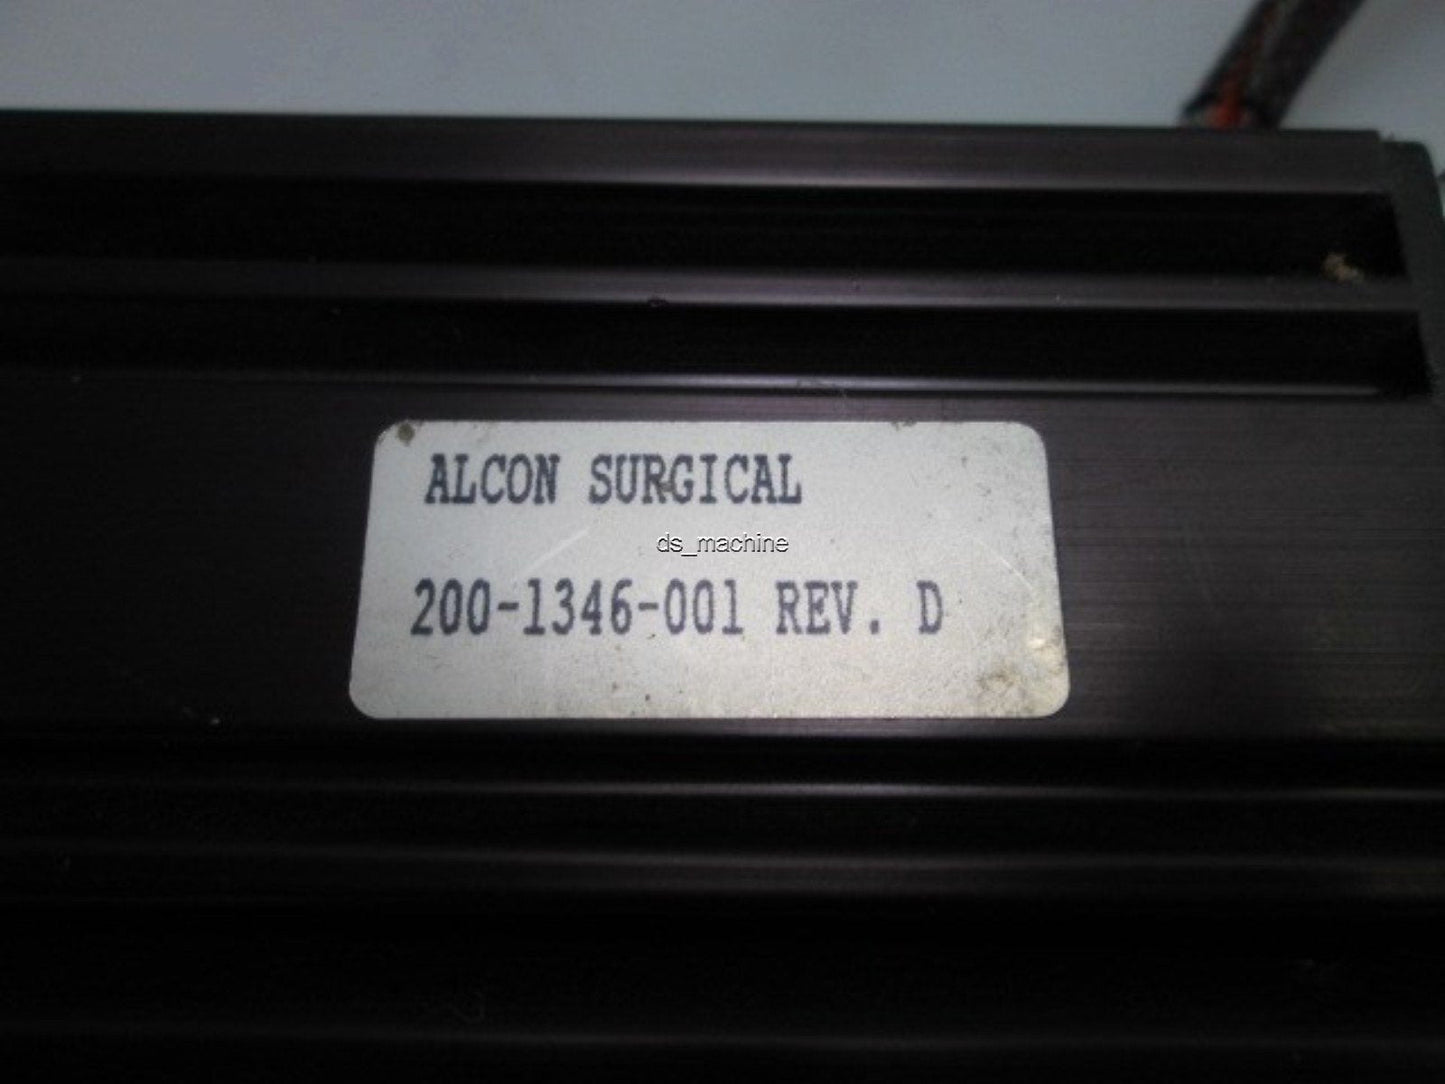 ALCON SURGICAL
ds_machine
200-1346-001 REV. D